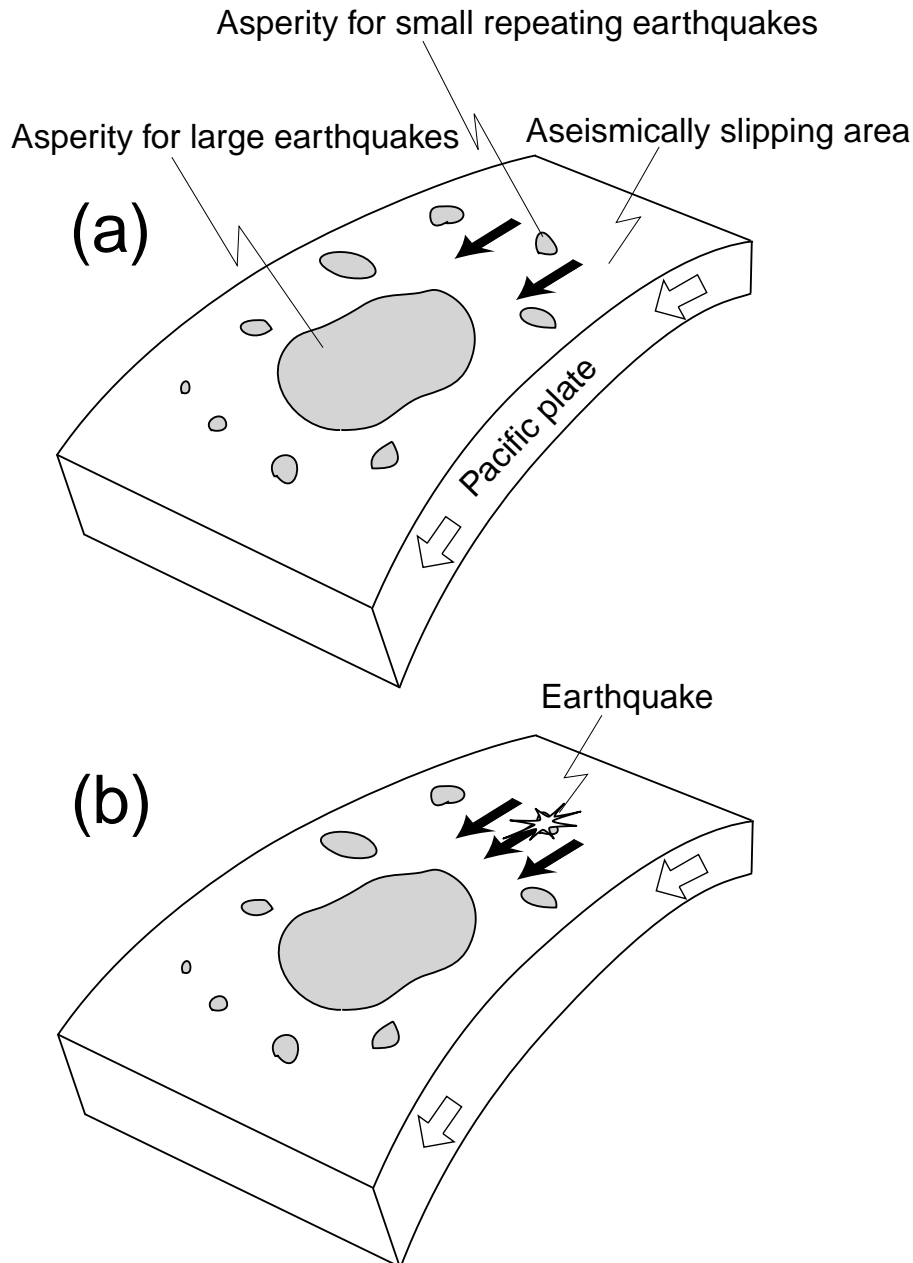 Asperity for small repeating earthquakes
Asperity for large earthquakes
Aseismically slipping area
(a)
Pacific plate
Earthquake
(b)